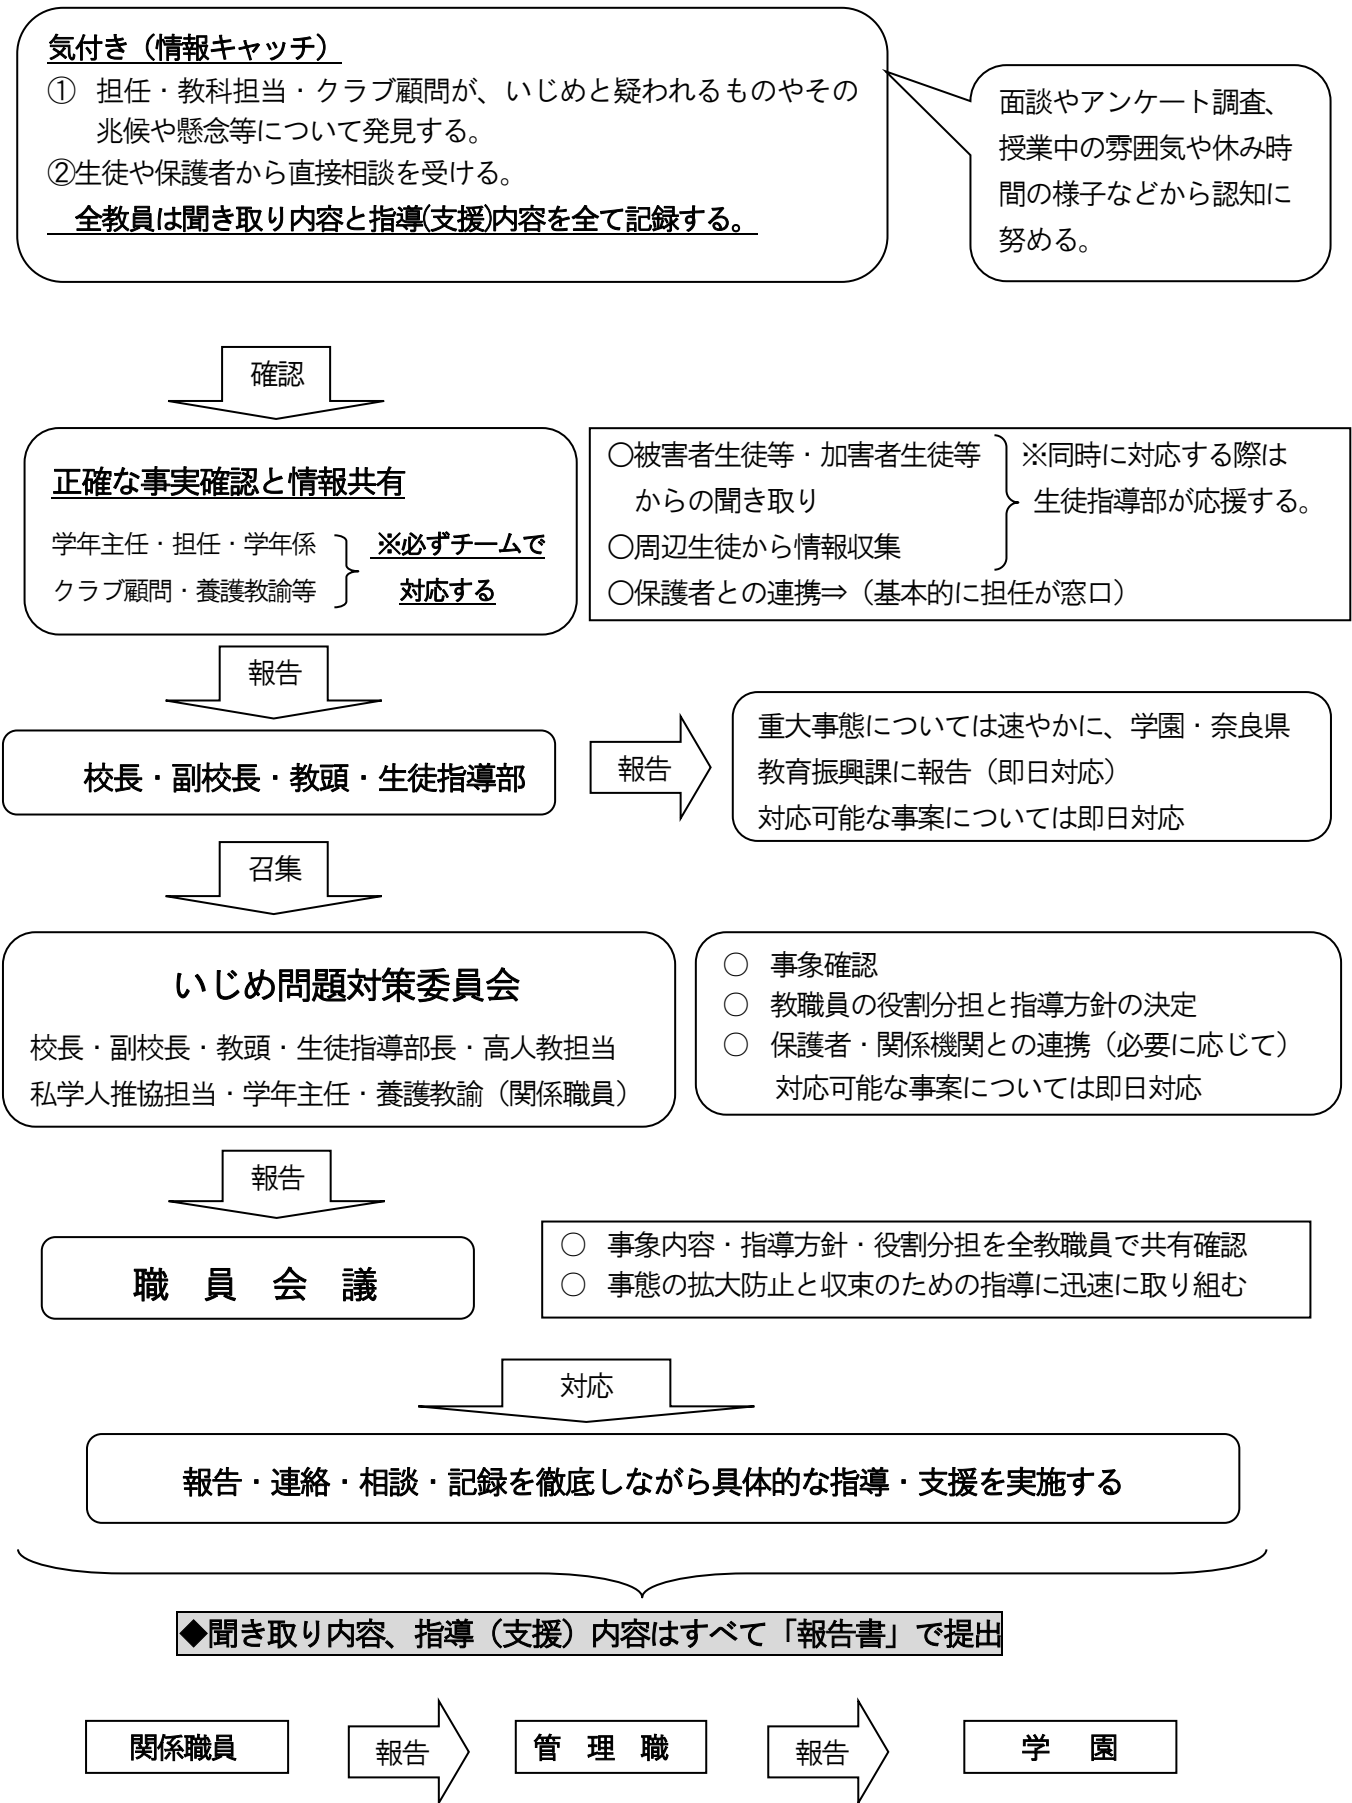 気付き（情報キャッチ）
① 担任・教科担当・クラブ顧問が、いじめと疑われるものやその
兆候や懸念等について発見する。
②生徒や保護者から直接相談を受ける。
全教員は聞き取り内容と指導(支援)内容を全て記録する。
面談やアンケート調査、
授業中の雰囲気や休み時
間の様子などから認知に
努める。
確認
正確な事実確認と情報共有
学年主任・担任・学年係
クラブ顧問・養護教諭等
※必ずチームで
対応する
〇被害者生徒等・加害者生徒等
からの聞き取り
〇周辺生徒から情報収集
〇保護者との連携⇒（基本的に担任が窓口）
※同時に対応する際は
生徒指導部が応援する。
報告
校長・副校長・教頭・生徒指導部
報告
重大事態については速やかに、学園・奈良県
教育振興課に報告（即日対応）
対応可能な事案については即日対応
召集
いじめ問題対策委員会
校長・副校長・教頭・生徒指導部長・高人教担当
私学人推協担当・学年主任・養護教諭（関係職員）
〇 事象確認
〇 教職員の役割分担と指導方針の決定
〇 保護者・関係機関との連携（必要に応じて）
対応可能な事案については即日対応
報告
職 員 会 議
〇 事象内容・指導方針・役割分担を全教職員で共有確認
〇 事態の拡大防止と収束のための指導に迅速に取り組む
対応
報告・連絡・相談・記録を徹底しながら具体的な指導・支援を実施する
◆聞き取り内容、指導（支援）内容はすべて「報告書」で提出
関係職員
報告
管 理 職
報告
学 園